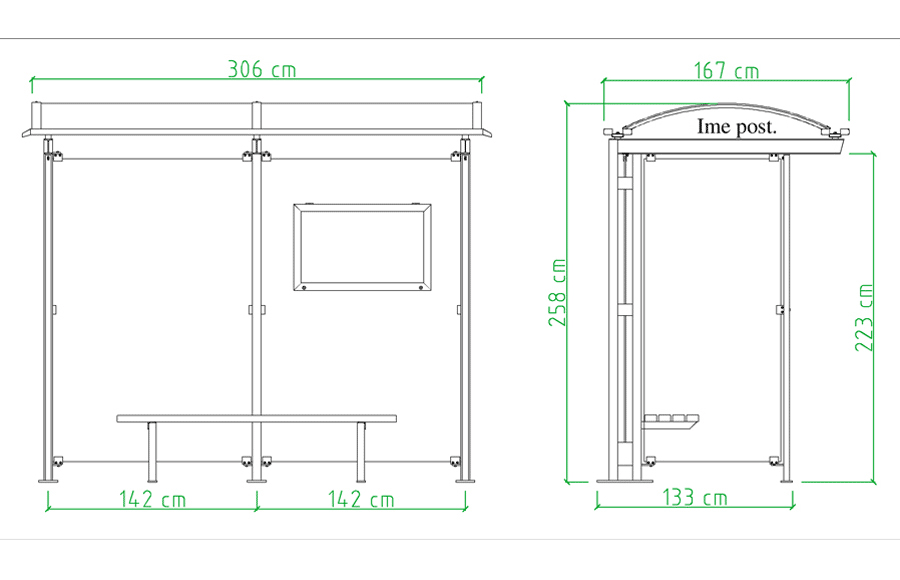 306 cm
167 cm
Ime post.
258 cm
223 cm
142 cm
142 cm
133 cm